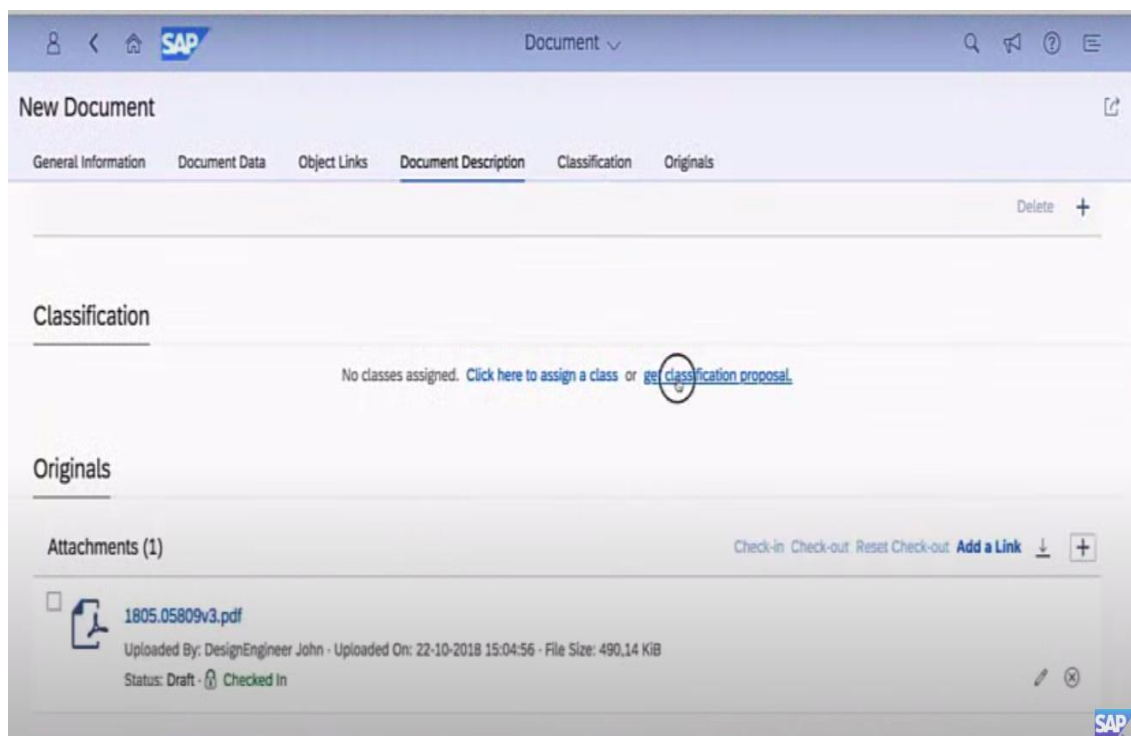 SAP
Document
New Document
General Information Document Data Object Links Document Description Classification Originals
Delete +
Classification
No classes assigned. Click here to assign a class or get classification proposal.
Originals
Attachments (1)
Check-in Check-out Reset Check-out Add a Link +
1805.05809v3.pdf
Uploaded By: DesignEngineer John · Uploaded On: 22-10-2018 15:04:56 · File Size: 490,14 KiB
Status: Draft · Checked In
SAP